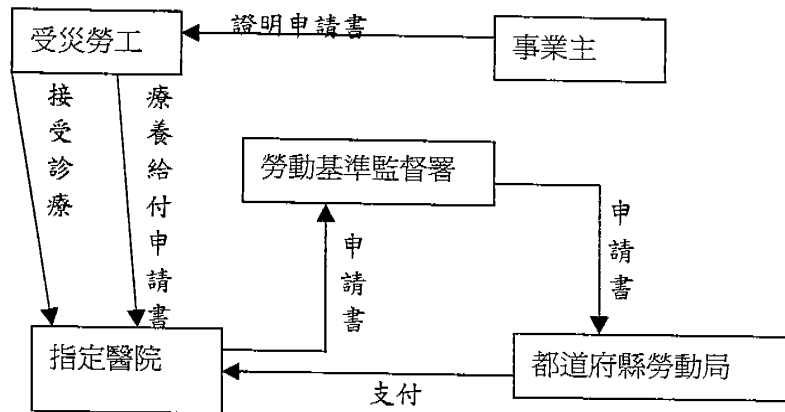 受災勞工
證明申請書
事業主
接受診療
療養給付申請書
勞動基準監督署
申請書
申請書
指定醫院
都道府縣勞動局
支付